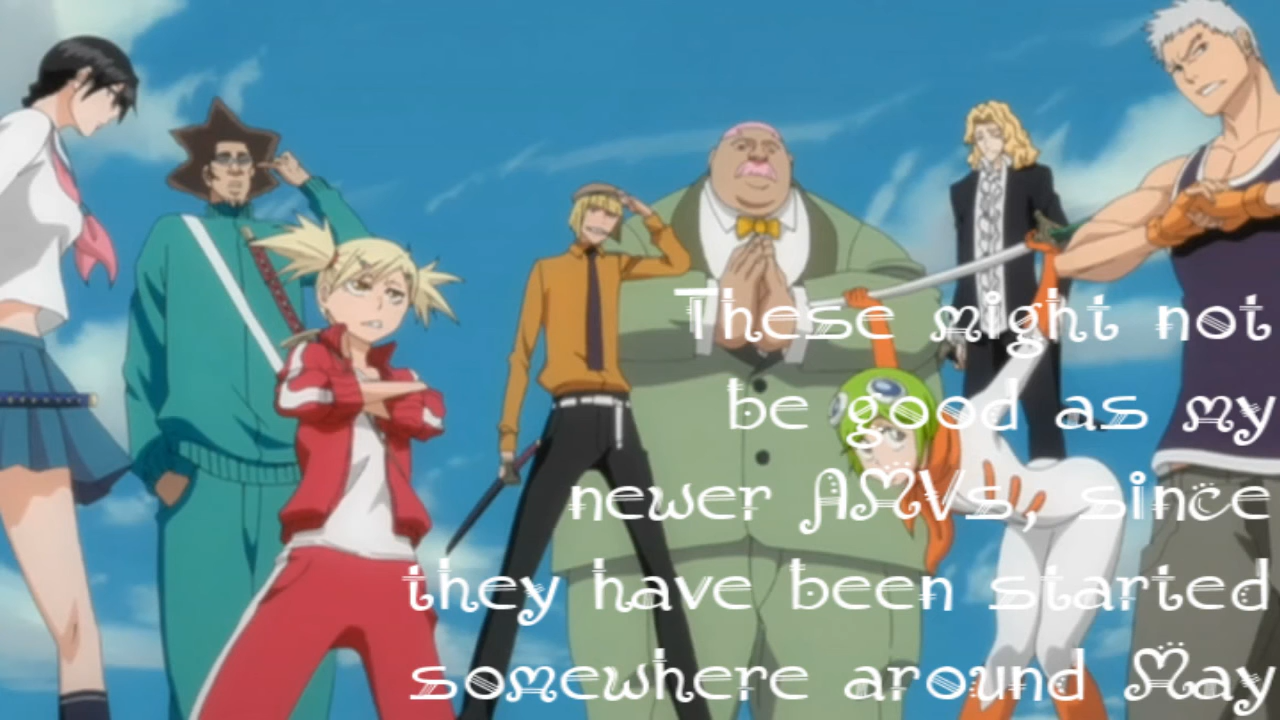 These might not
be good as my
newer AMVs, since
they have been started
somewhere around May